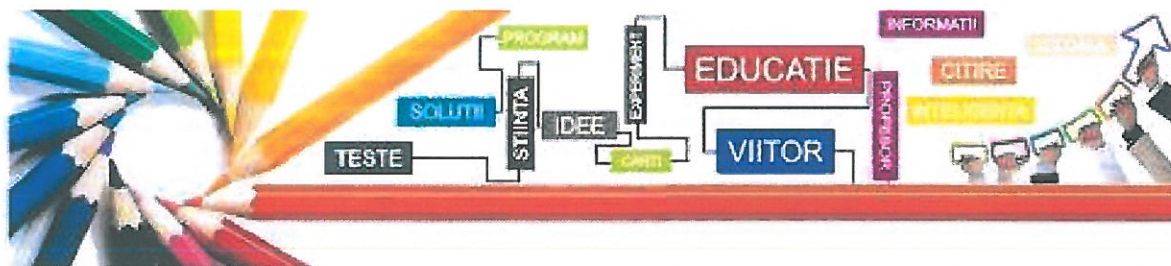 PROGRAM
SOLUTII
TESTE
STIINTA
IDEE
EXPERIMENT
CARTI
EDUCATIE
VIITOR
PROFESOR
INFORMATII
CITIRE
INTELIGENTA